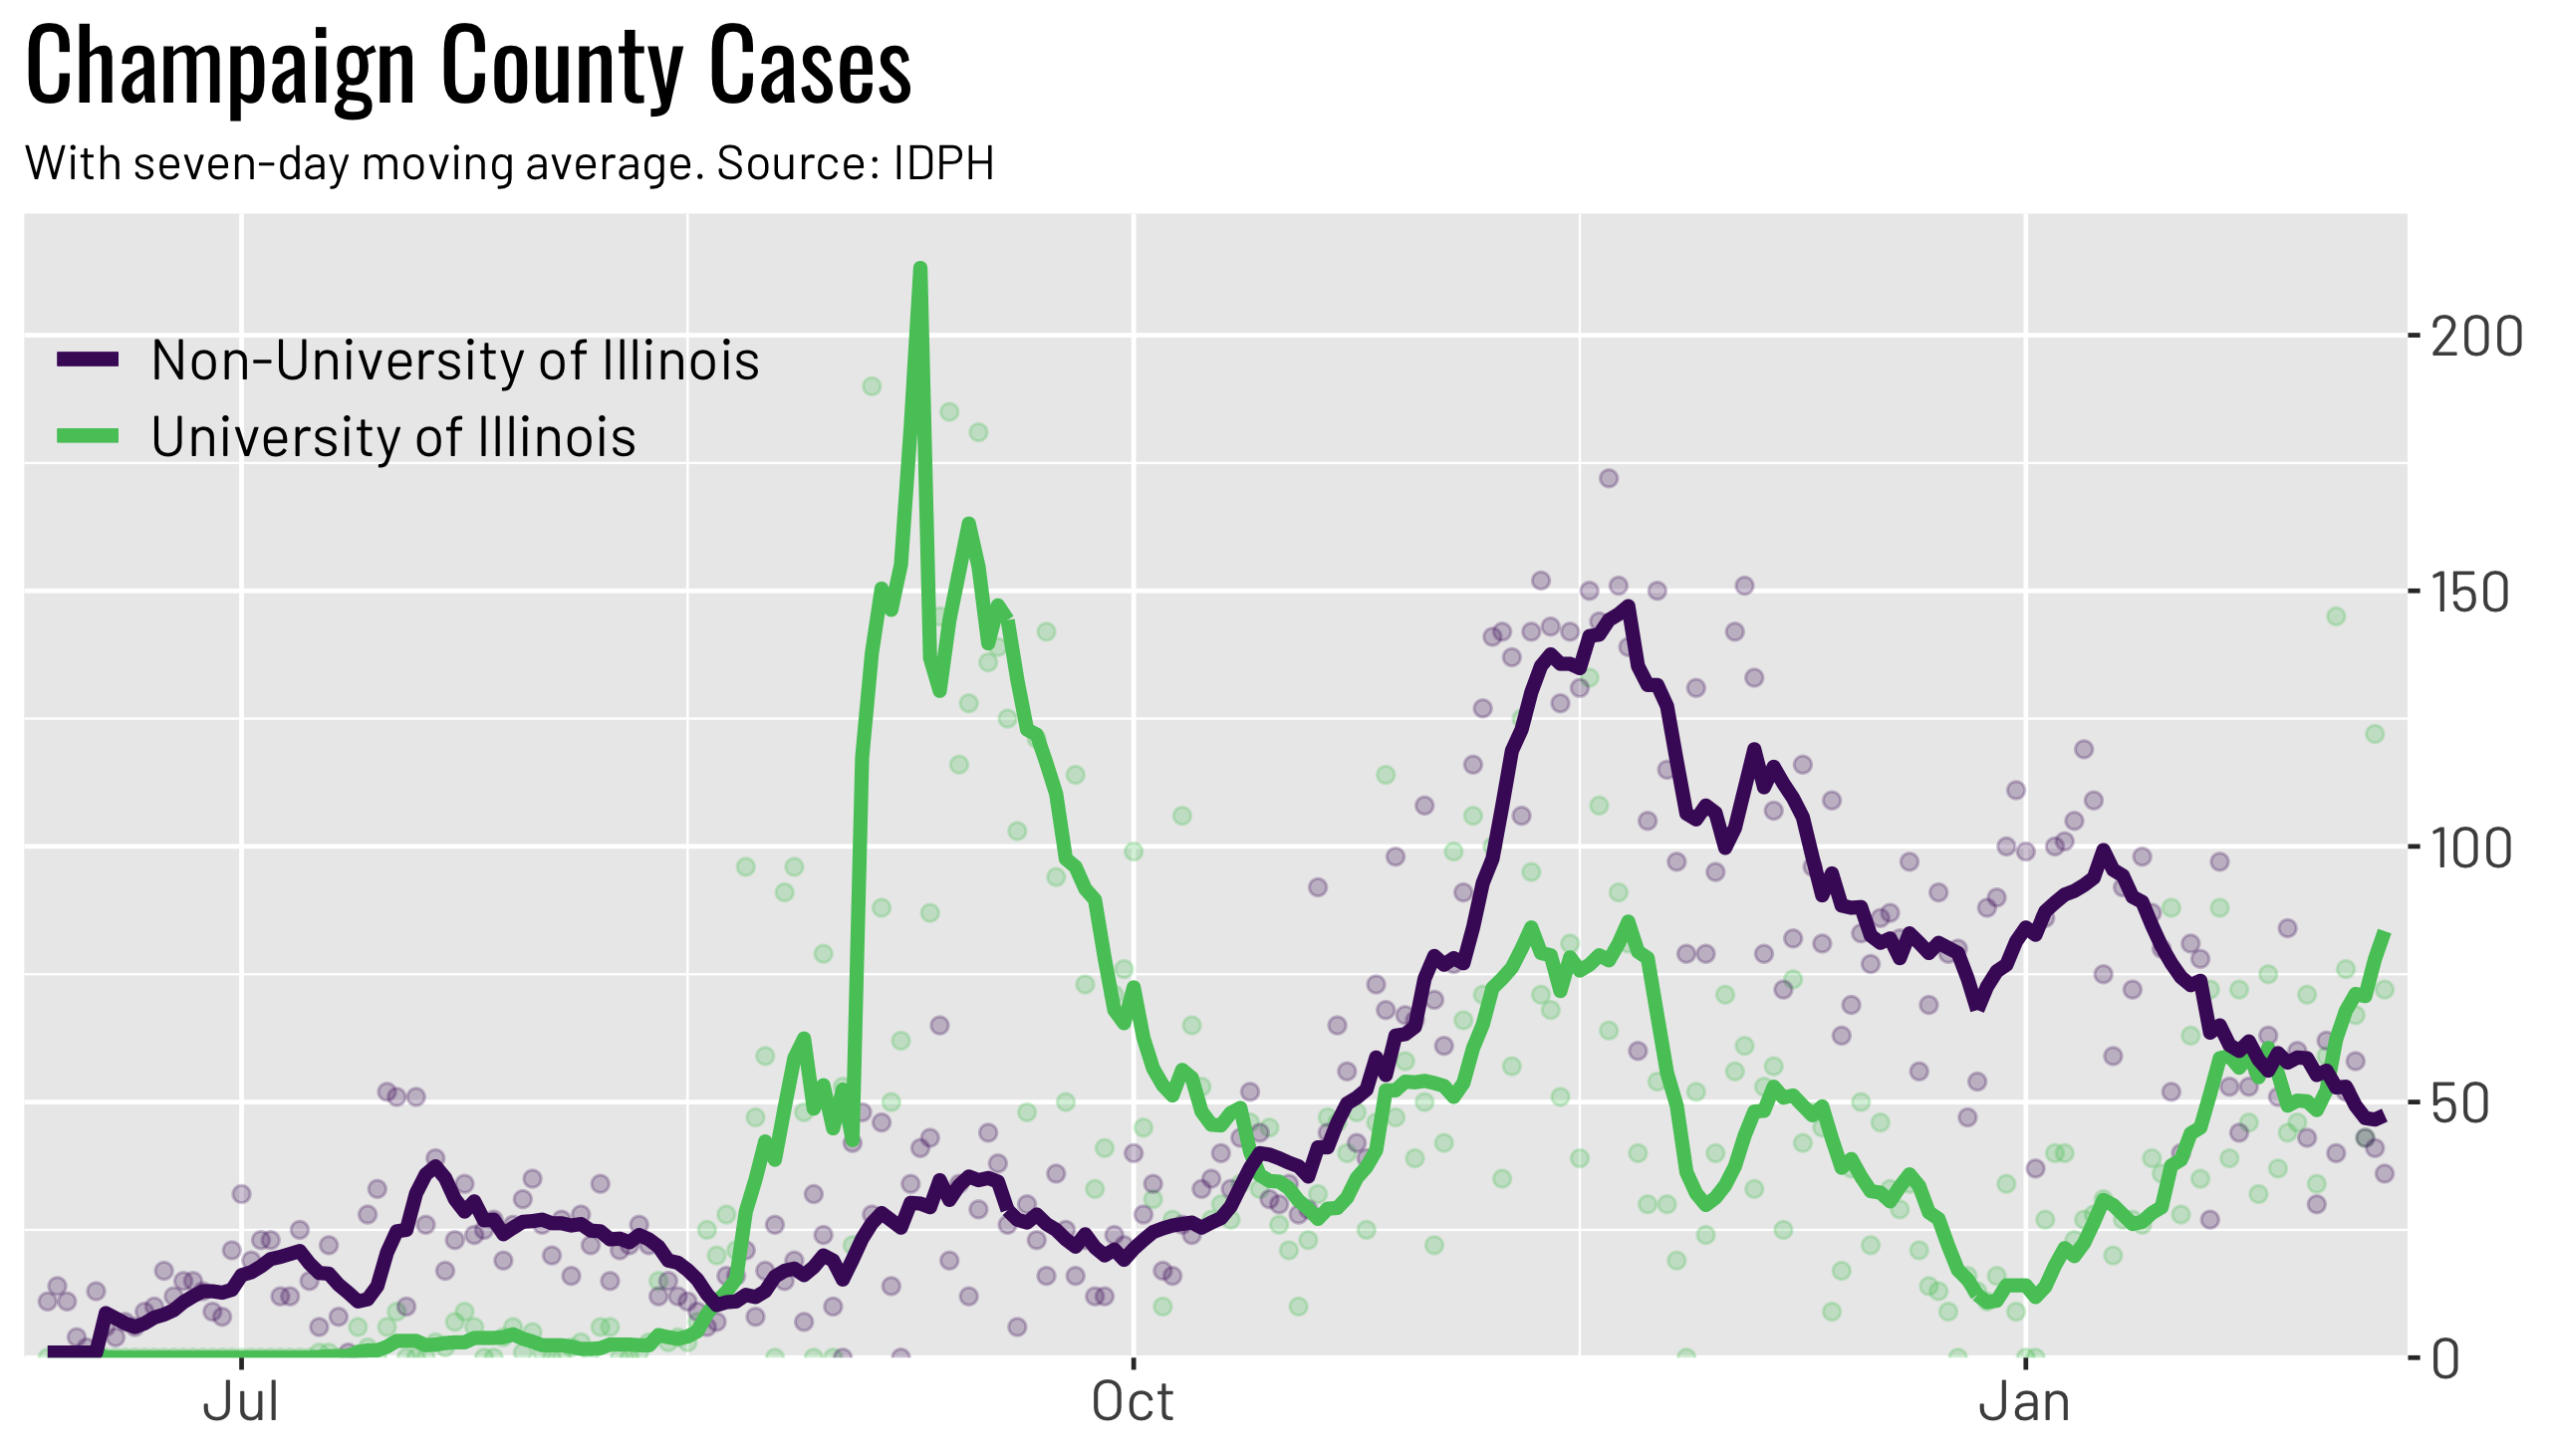 Champaign County Cases
With seven-day moving average. Source: IDPH
Non-University of Illinois
University of Illinois
200
150
100
50
0
Jul Oct Jan